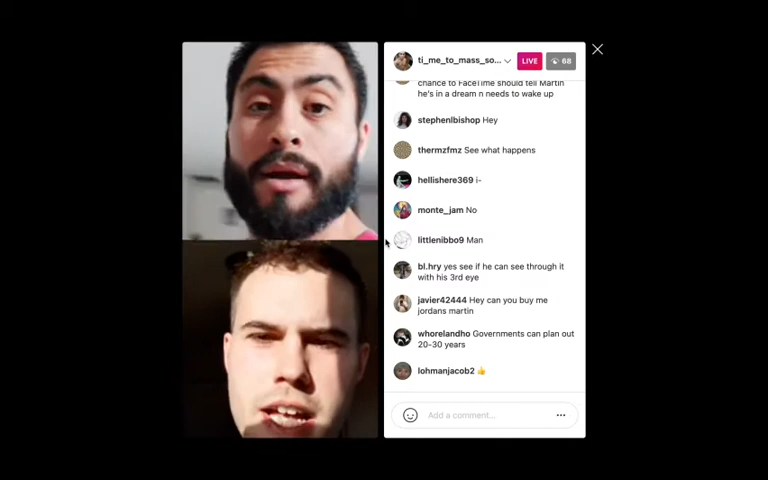 ti_me_to_mass_so...
LIVE
68
chance to FaceTime should tell Martin
he's in a dream n needs to wake up
stephenlbishop Hey
thermzfmz See what happens
hellishere369 i-
monte_jam No
littlenibbo9 Man
bl.hry yes see if he can see through it
with his 3rd eye
javier42444 Hey can you buy me
jordans martin
whorelandho Governments can plan out
20-30 years
lohmanjacob2 👍
Add a comment...